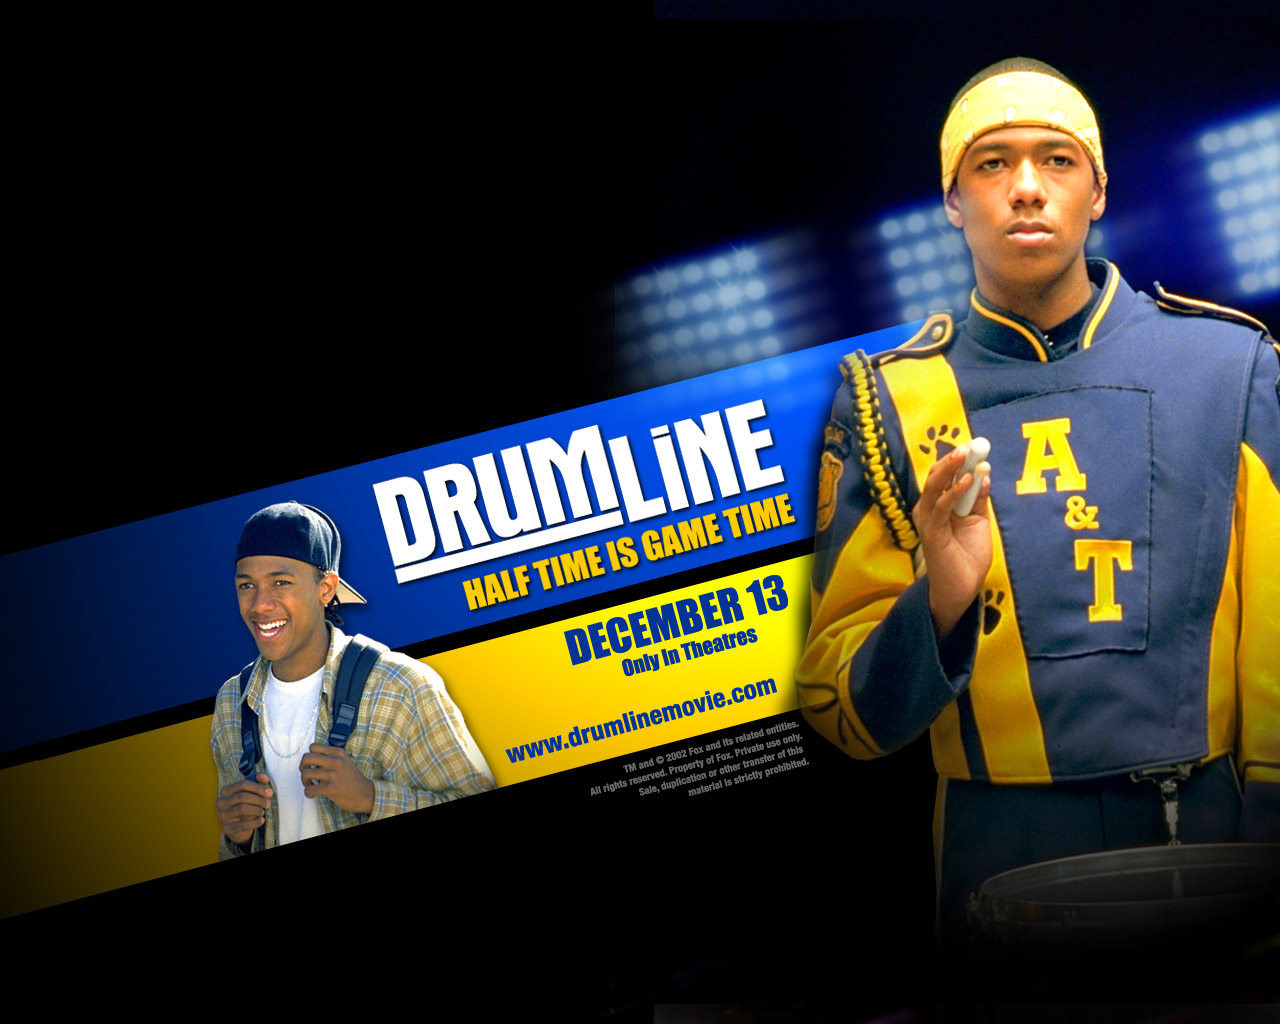 DRUMLiNE
HALF TIME IS GAME TIME
DECEMBER 13
Only In Theatres
www.drumlinemovie.com
TM and © 2002 Fox and its related entities.
All rights reserved. Property of Fox. Private use only.
Sale, duplication or other transfer of this
material is strictly prohibited.
A
&
T